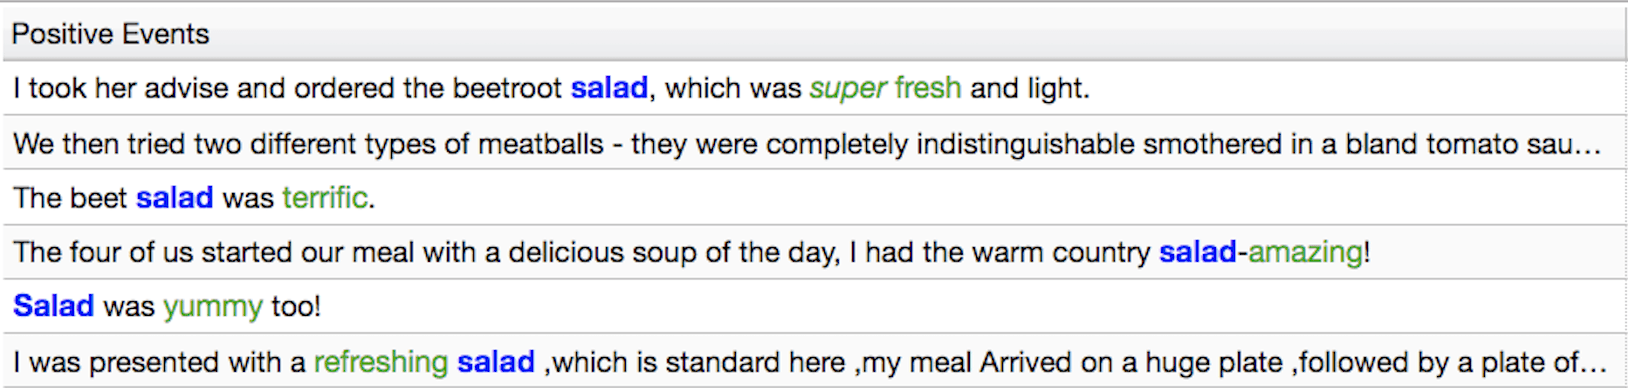 Positive Events
I took her advise and ordered the beetroot salad, which was super fresh and light.
We then tried two different types of meatballs - they were completely indistinguishable smothered in a bland tomato sau…
The beet salad was terrific.
The four of us started our meal with a delicious soup of the day, I had the warm country salad-amazing!
Salad was yummy too!
I was presented with a refreshing salad ,which is standard here ,my meal Arrived on a huge plate ,followed by a plate of…